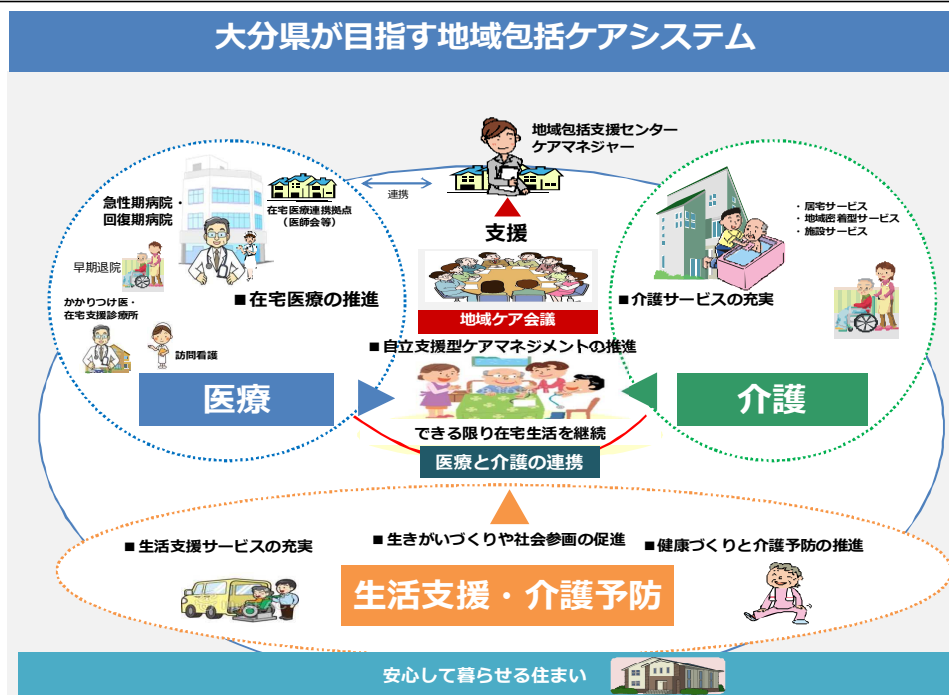 大分県が目指す地域包括ケアシステム
地域包括支援センター
ケアマネジャー
連携
支援
急性期病院・
回復期病院
在宅医療連携拠点
（医師会等）
早期退院
■在宅医療の推進
かかりつけ医・
在宅支援診療所
訪問看護
医療
地域ケア会議
■自立支援型ケアマネジメントの推進
できる限り在宅生活を継続
医療と介護の連携
・居宅サービス
・地域密着型サービス
・施設サービス
■介護サービスの充実
介護
■生活支援サービスの充実
■生きがいづくりや社会参画の促進
■健康づくりと介護予防の推進
生活支援・介護予防
安心して暮らせる住まい